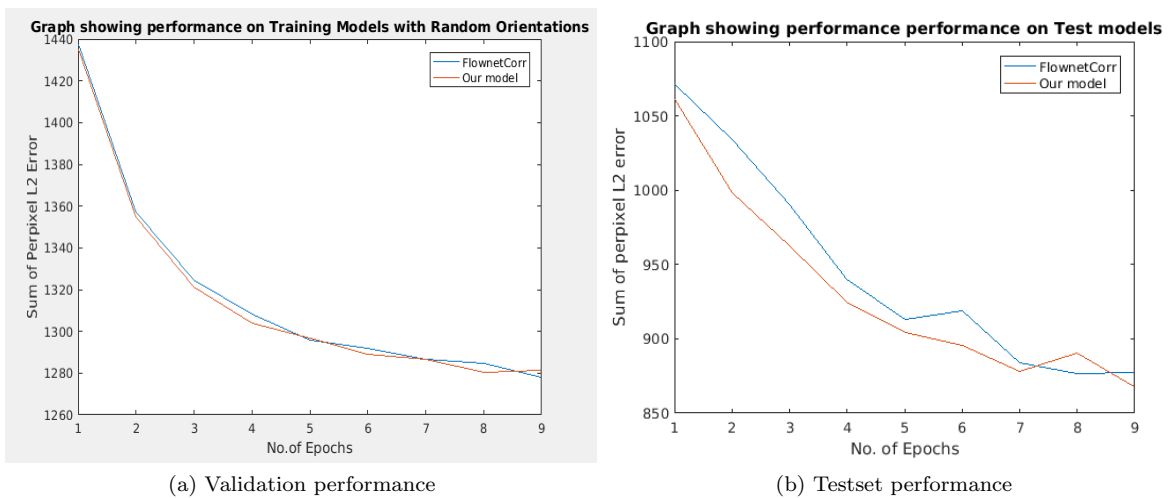 Graph showing performance on Training Models with Random Orientations
1440
1420
1400
1380
1360
1340
1320
1300
1280
1260
1 2 3 4 5 6 7 8 9
Sum of Perpixel L2 Error
No.of Epochs
FlownetCorr
Our model
(a) Validation performance
Graph showing performance performance on Test models
1100
1050
1000
950
900
850
1 2 3 4 5 6 7 8 9
Sum of perpixel L2 error
No. of Epochs
FlownetCorr
Our model
(b) Testset performance